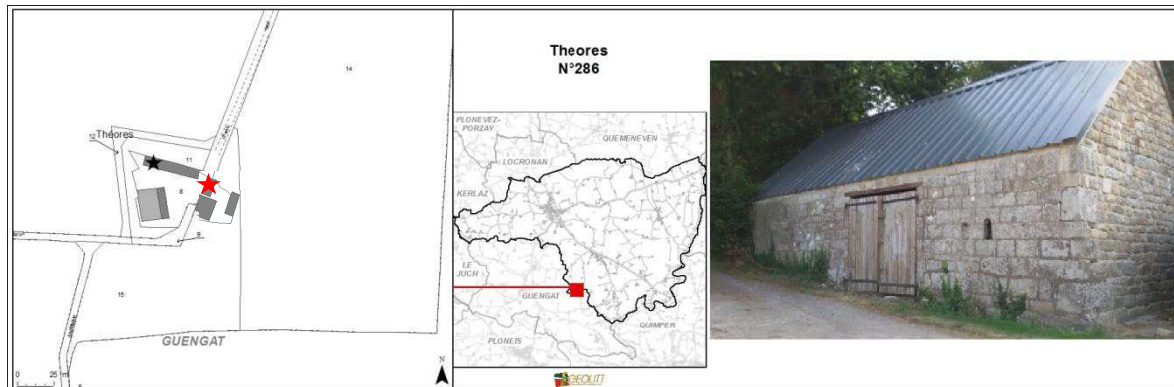 14
12
Théores
11
8
9
15
GUENGAT
0 25 m
N
Theores
N°286
PLONEVEZ-
PORZAY
QUEMENEVEN
LOCRONAN
KERLAZ
LE
JUCH
GUENGAT
QUIMPER
PLONEIS
GEOLITT